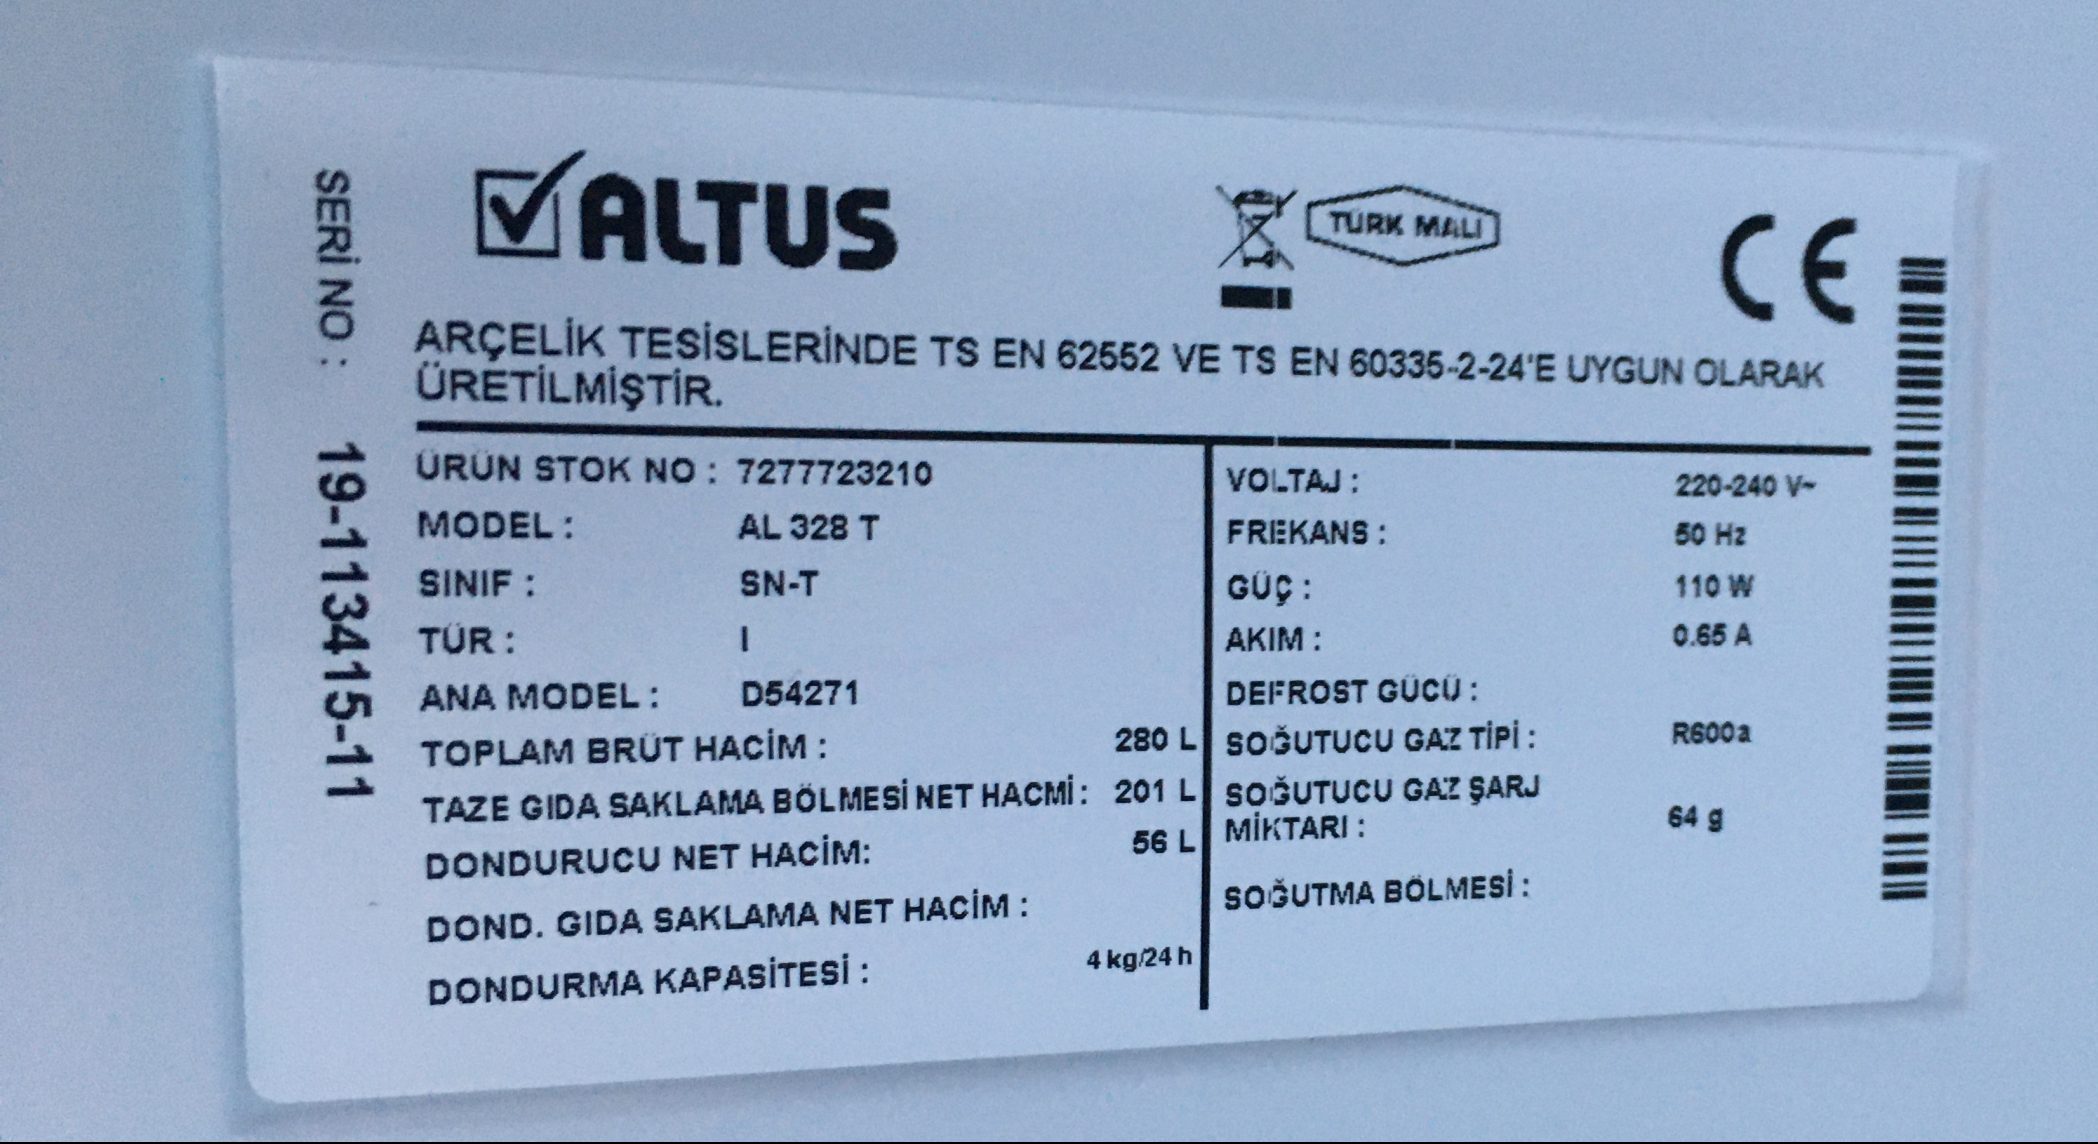 ALTUS
TÜRK MALI
CE
ARÇELİK TESİSLERİNDE TS EN 62552 VE TS EN 60335-2-24'E UYGUN OLARAK
ÜRETİLMİŞTİR.
SERİ NO : 19-113415-11
ÜRÜN STOK NO : 7277723210
MODEL : AL 328 T
SINIF : SN-T
TÜR : I
ANA MODEL : D54271
TOPLAM BRÜT HACİM : 280 L
TAZE GIDA SAKLAMA BÖLMESİ NET HACMİ : 201 L
DONDURUCU NET HACİM: 56 L
DOND. GIDA SAKLAMA NET HACİM :
DONDURMA KAPASİTESİ : 4 kg/24 h
VOLTAJ : 220-240 V~
FREKANS : 50 Hz
GÜÇ : 110 W
AKIM : 0.65 A
DEFROST GÜCÜ :
SOĞUTUCU GAZ TİPİ : R600a
SOĞUTUCU GAZ ŞARJ
MİKTARI : 64 g
SOĞUTMA BÖLMESİ :